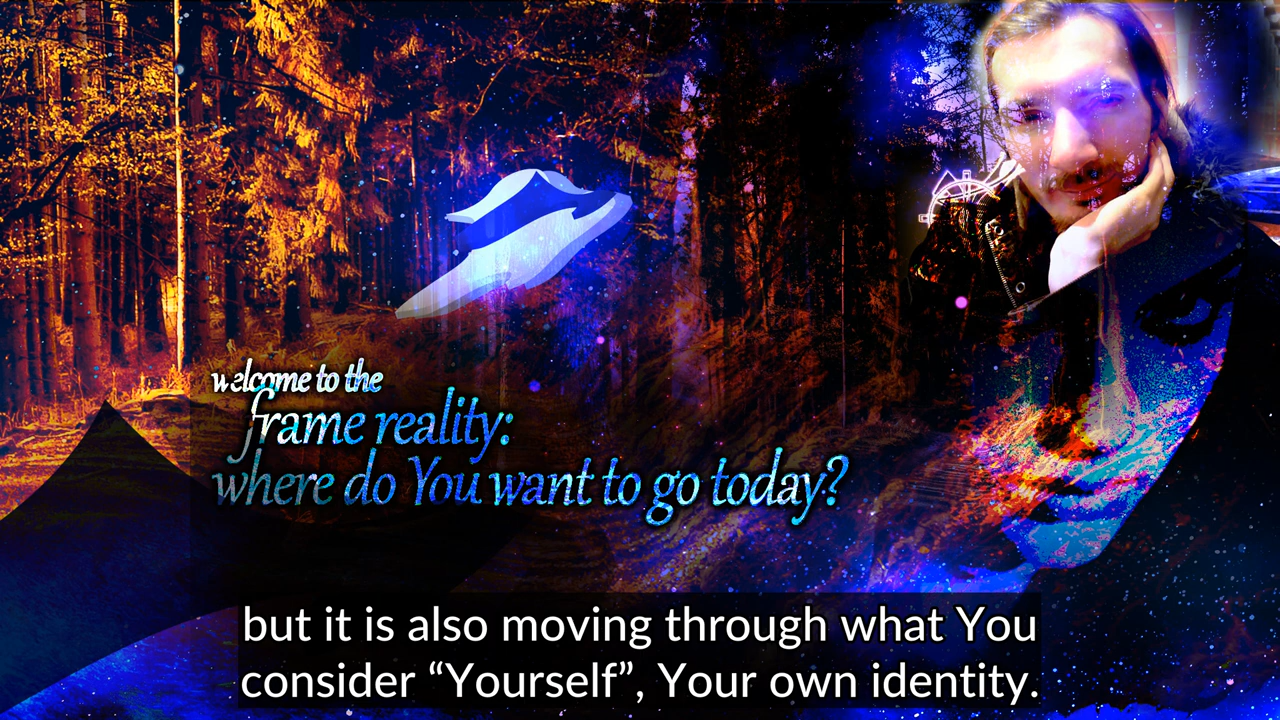 welcome to the
frame reality:
where do You want to go today?
but it is also moving through what You
consider “Yourself”, Your own identity.